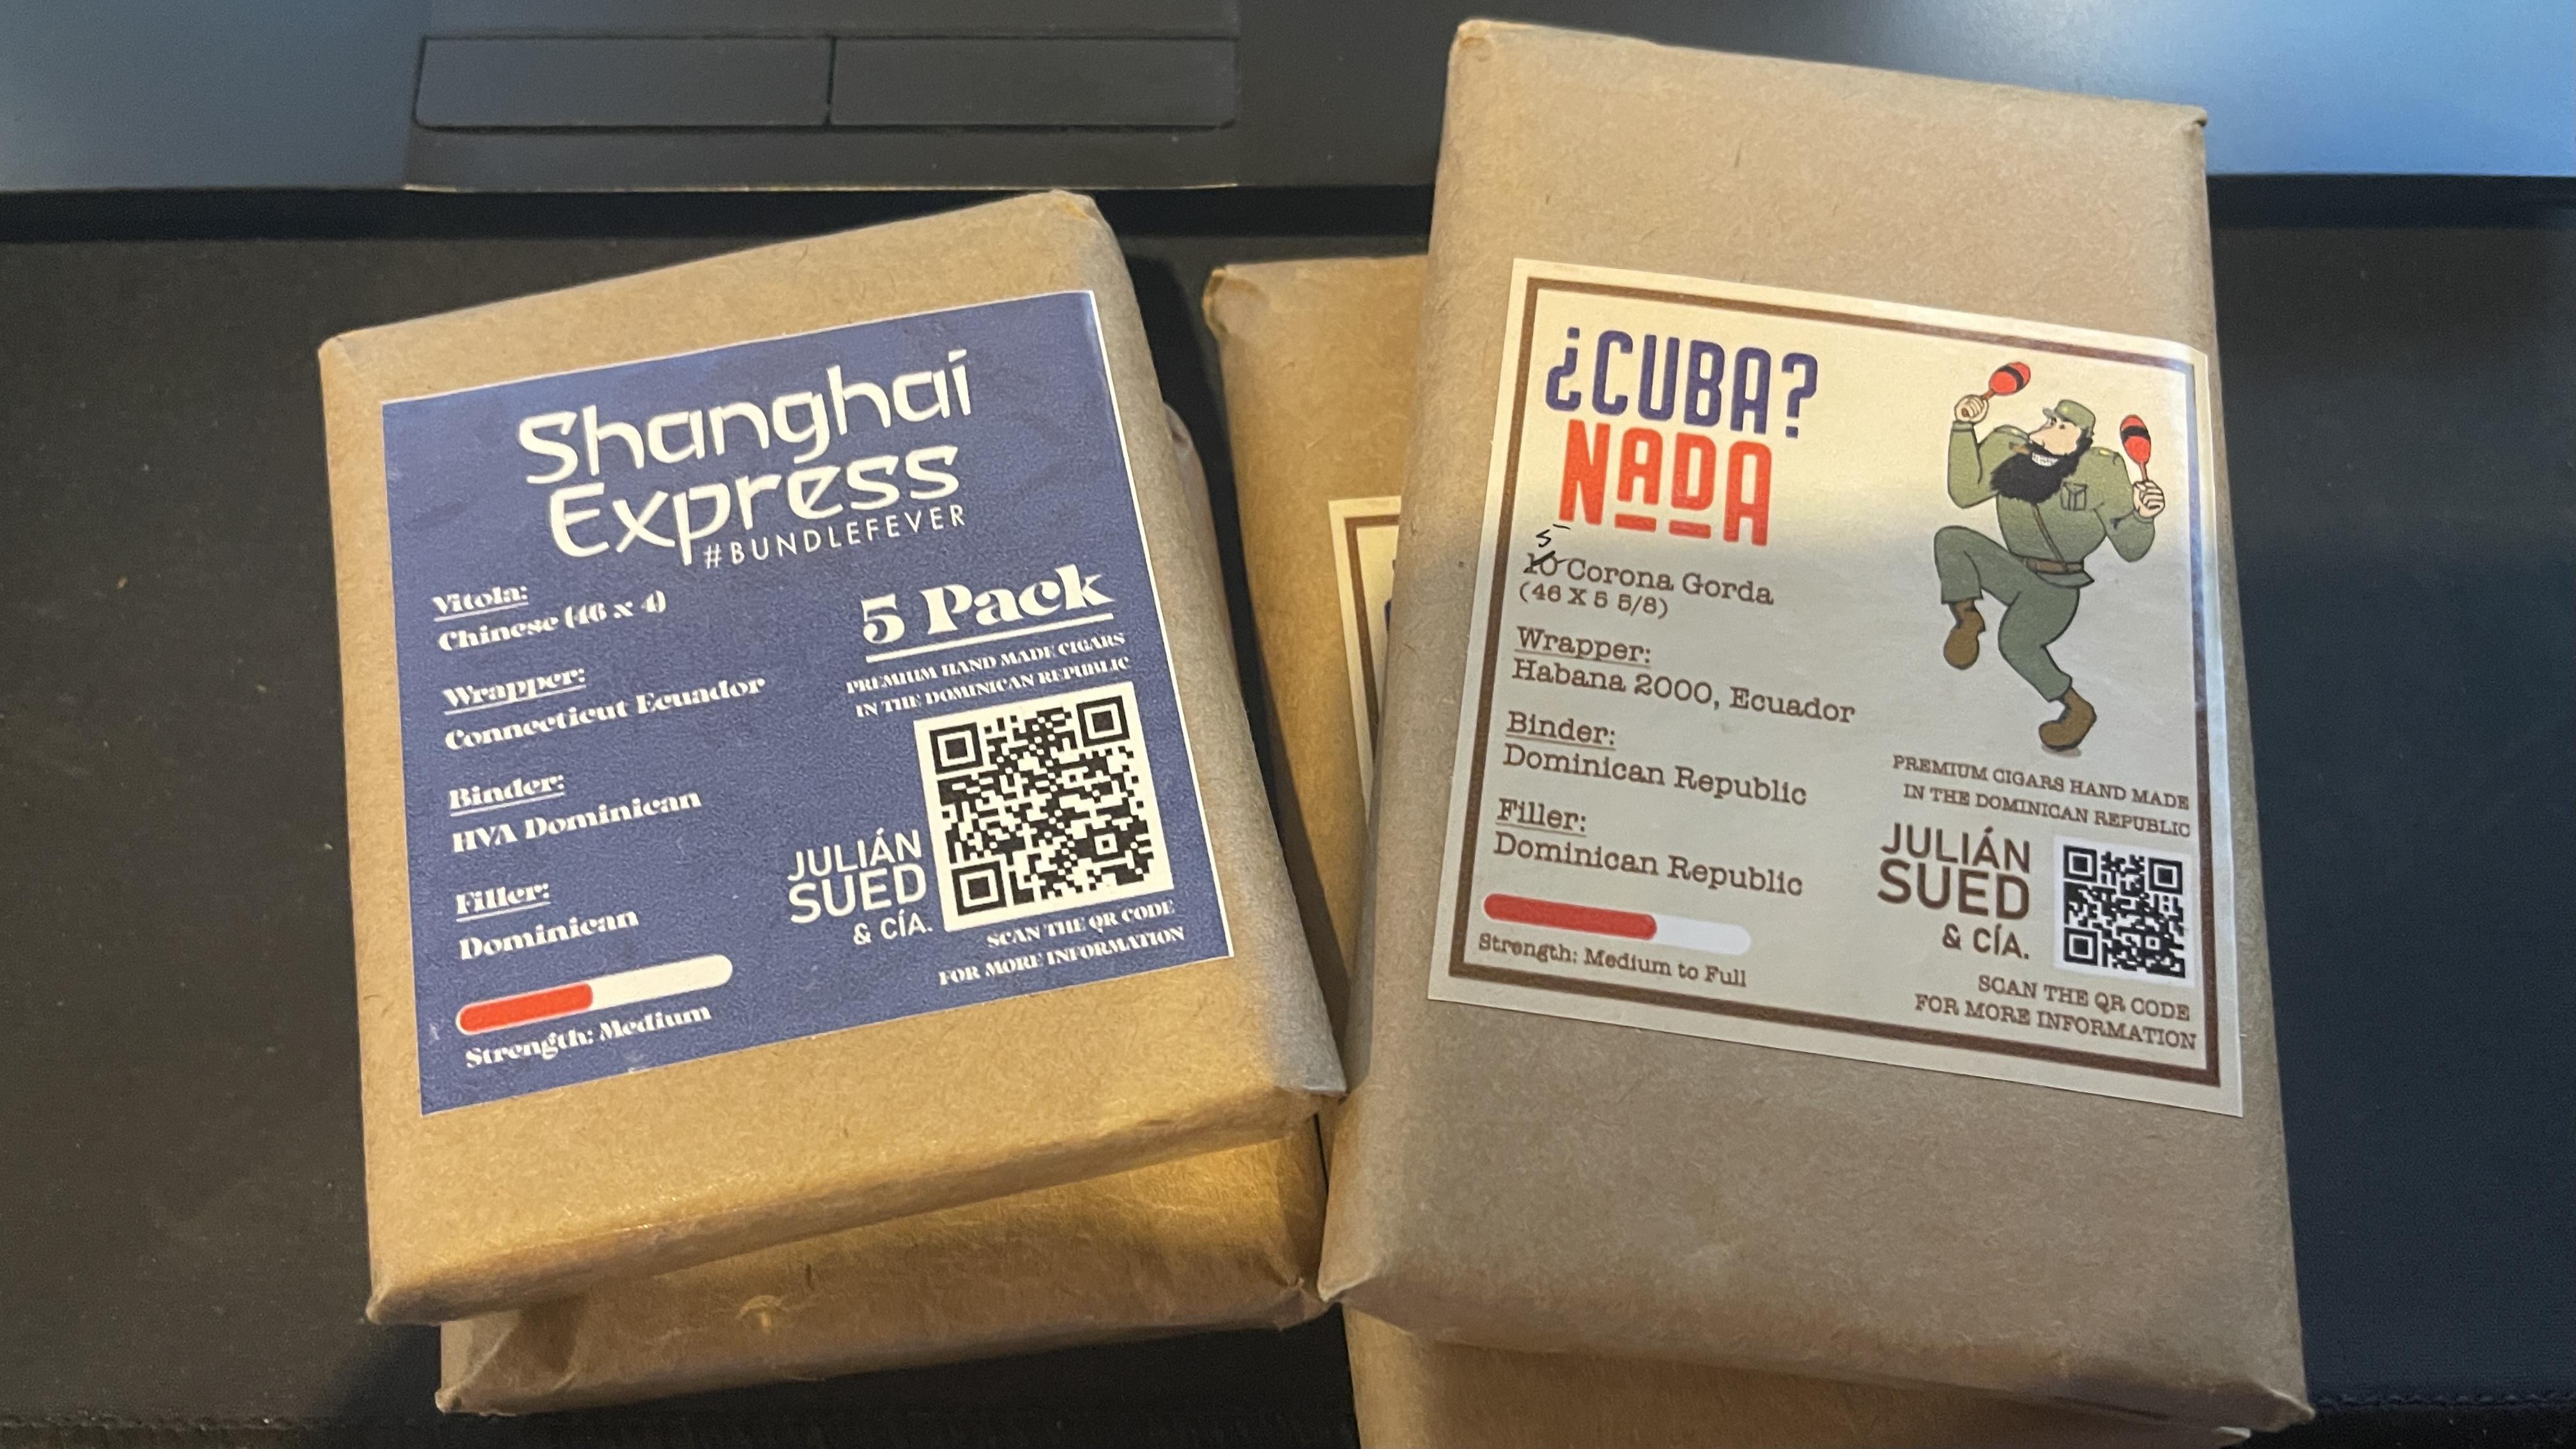 Shanghai
Express
#BUNDLEFEVER
Vitola:
Chinese (46 x 4)
Wrapper:
Connecticut Ecuador
Binder:
HVA Dominican
Filler:
Dominican
Strength: Medium
5 Pack
PREMIUM HAND MADE CIGARS
IN THE DOMINICAN REPUBLIC
JULIÁN
SUED
& CÍA.
SCAN THE QR CODE
FOR MORE INFORMATION
¿CUBA?
NADA
5
10 Corona Gorda
(46 X 5 5/8)
Wrapper:
Habana 2000, Ecuador
Binder:
Dominican Republic
Filler:
Dominican Republic
Strength: Medium to Full
PREMIUM CIGARS HAND MADE
IN THE DOMINICAN REPUBLIC
JULIÁN
SUED
& CÍA.
SCAN THE QR CODE
FOR MORE INFORMATION